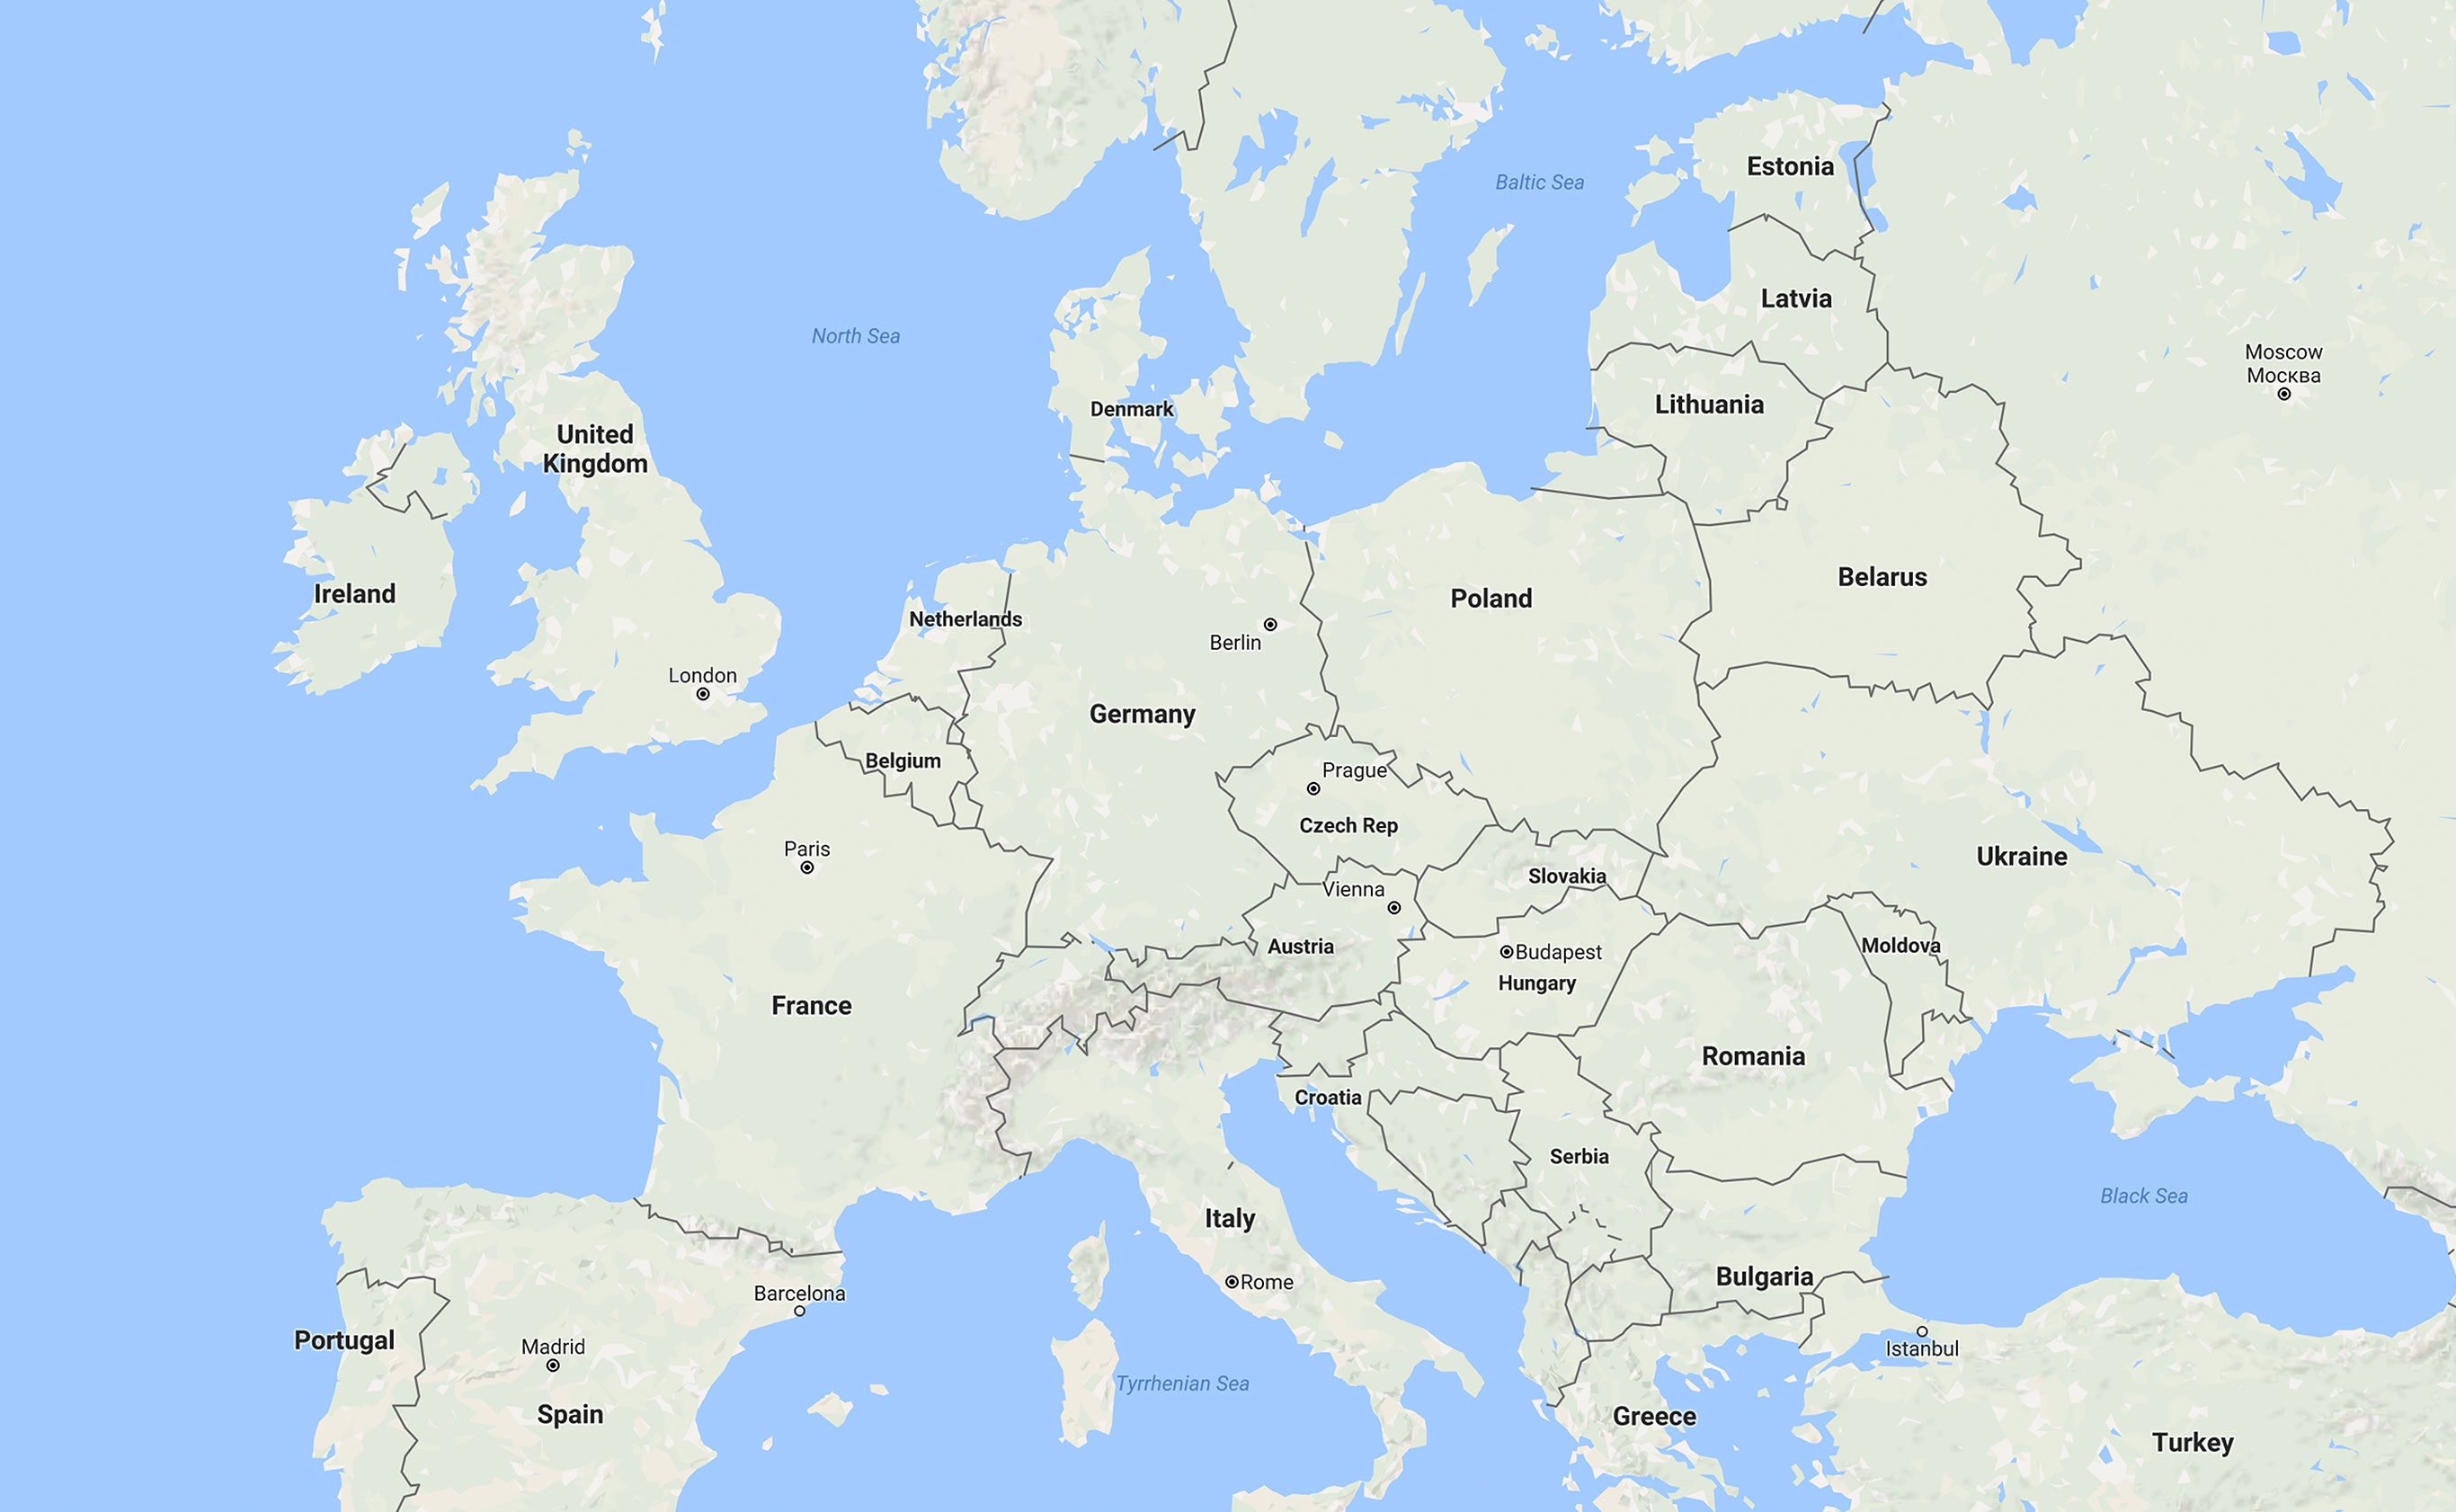 Estonia
Baltic Sea
Latvia
North Sea
Moscow
Москва
Lithuania
Denmark
United
Kingdom
Belarus
Ireland
Poland
Netherlands
Berlin
London
Germany
Belgium
Prague
Czech Rep
Paris
Ukraine
Slovakia
Vienna
Austria
Moldova
Budapest
Hungary
France
Romania
Croatia
Serbia
Black Sea
Italy
Bulgaria
Rome
Barcelona
Portugal
Madrid
Istanbul
Tyrrhenian Sea
Spain
Greece
Turkey